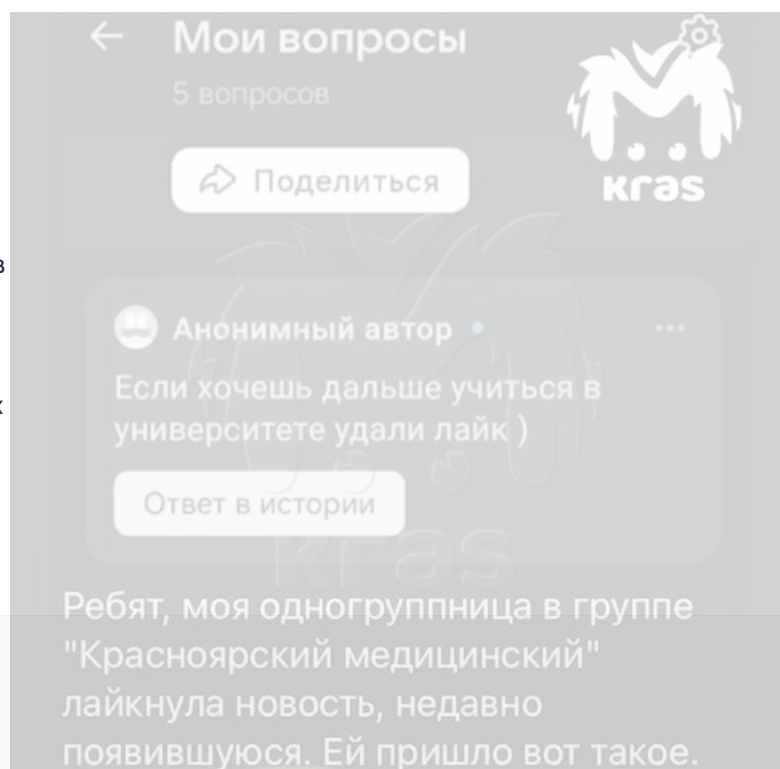 Мои вопросы
5 вопросов
kras
Поделиться
в
Анонимный автор
Если хочешь дальше учиться в
университете удали лайк )
Ответ в истории
kras
Ребят, моя одногруппница в группе
"Красноярский медицинский"
лайкнула новость, недавно
появившуюся. Ей пришло вот такое.